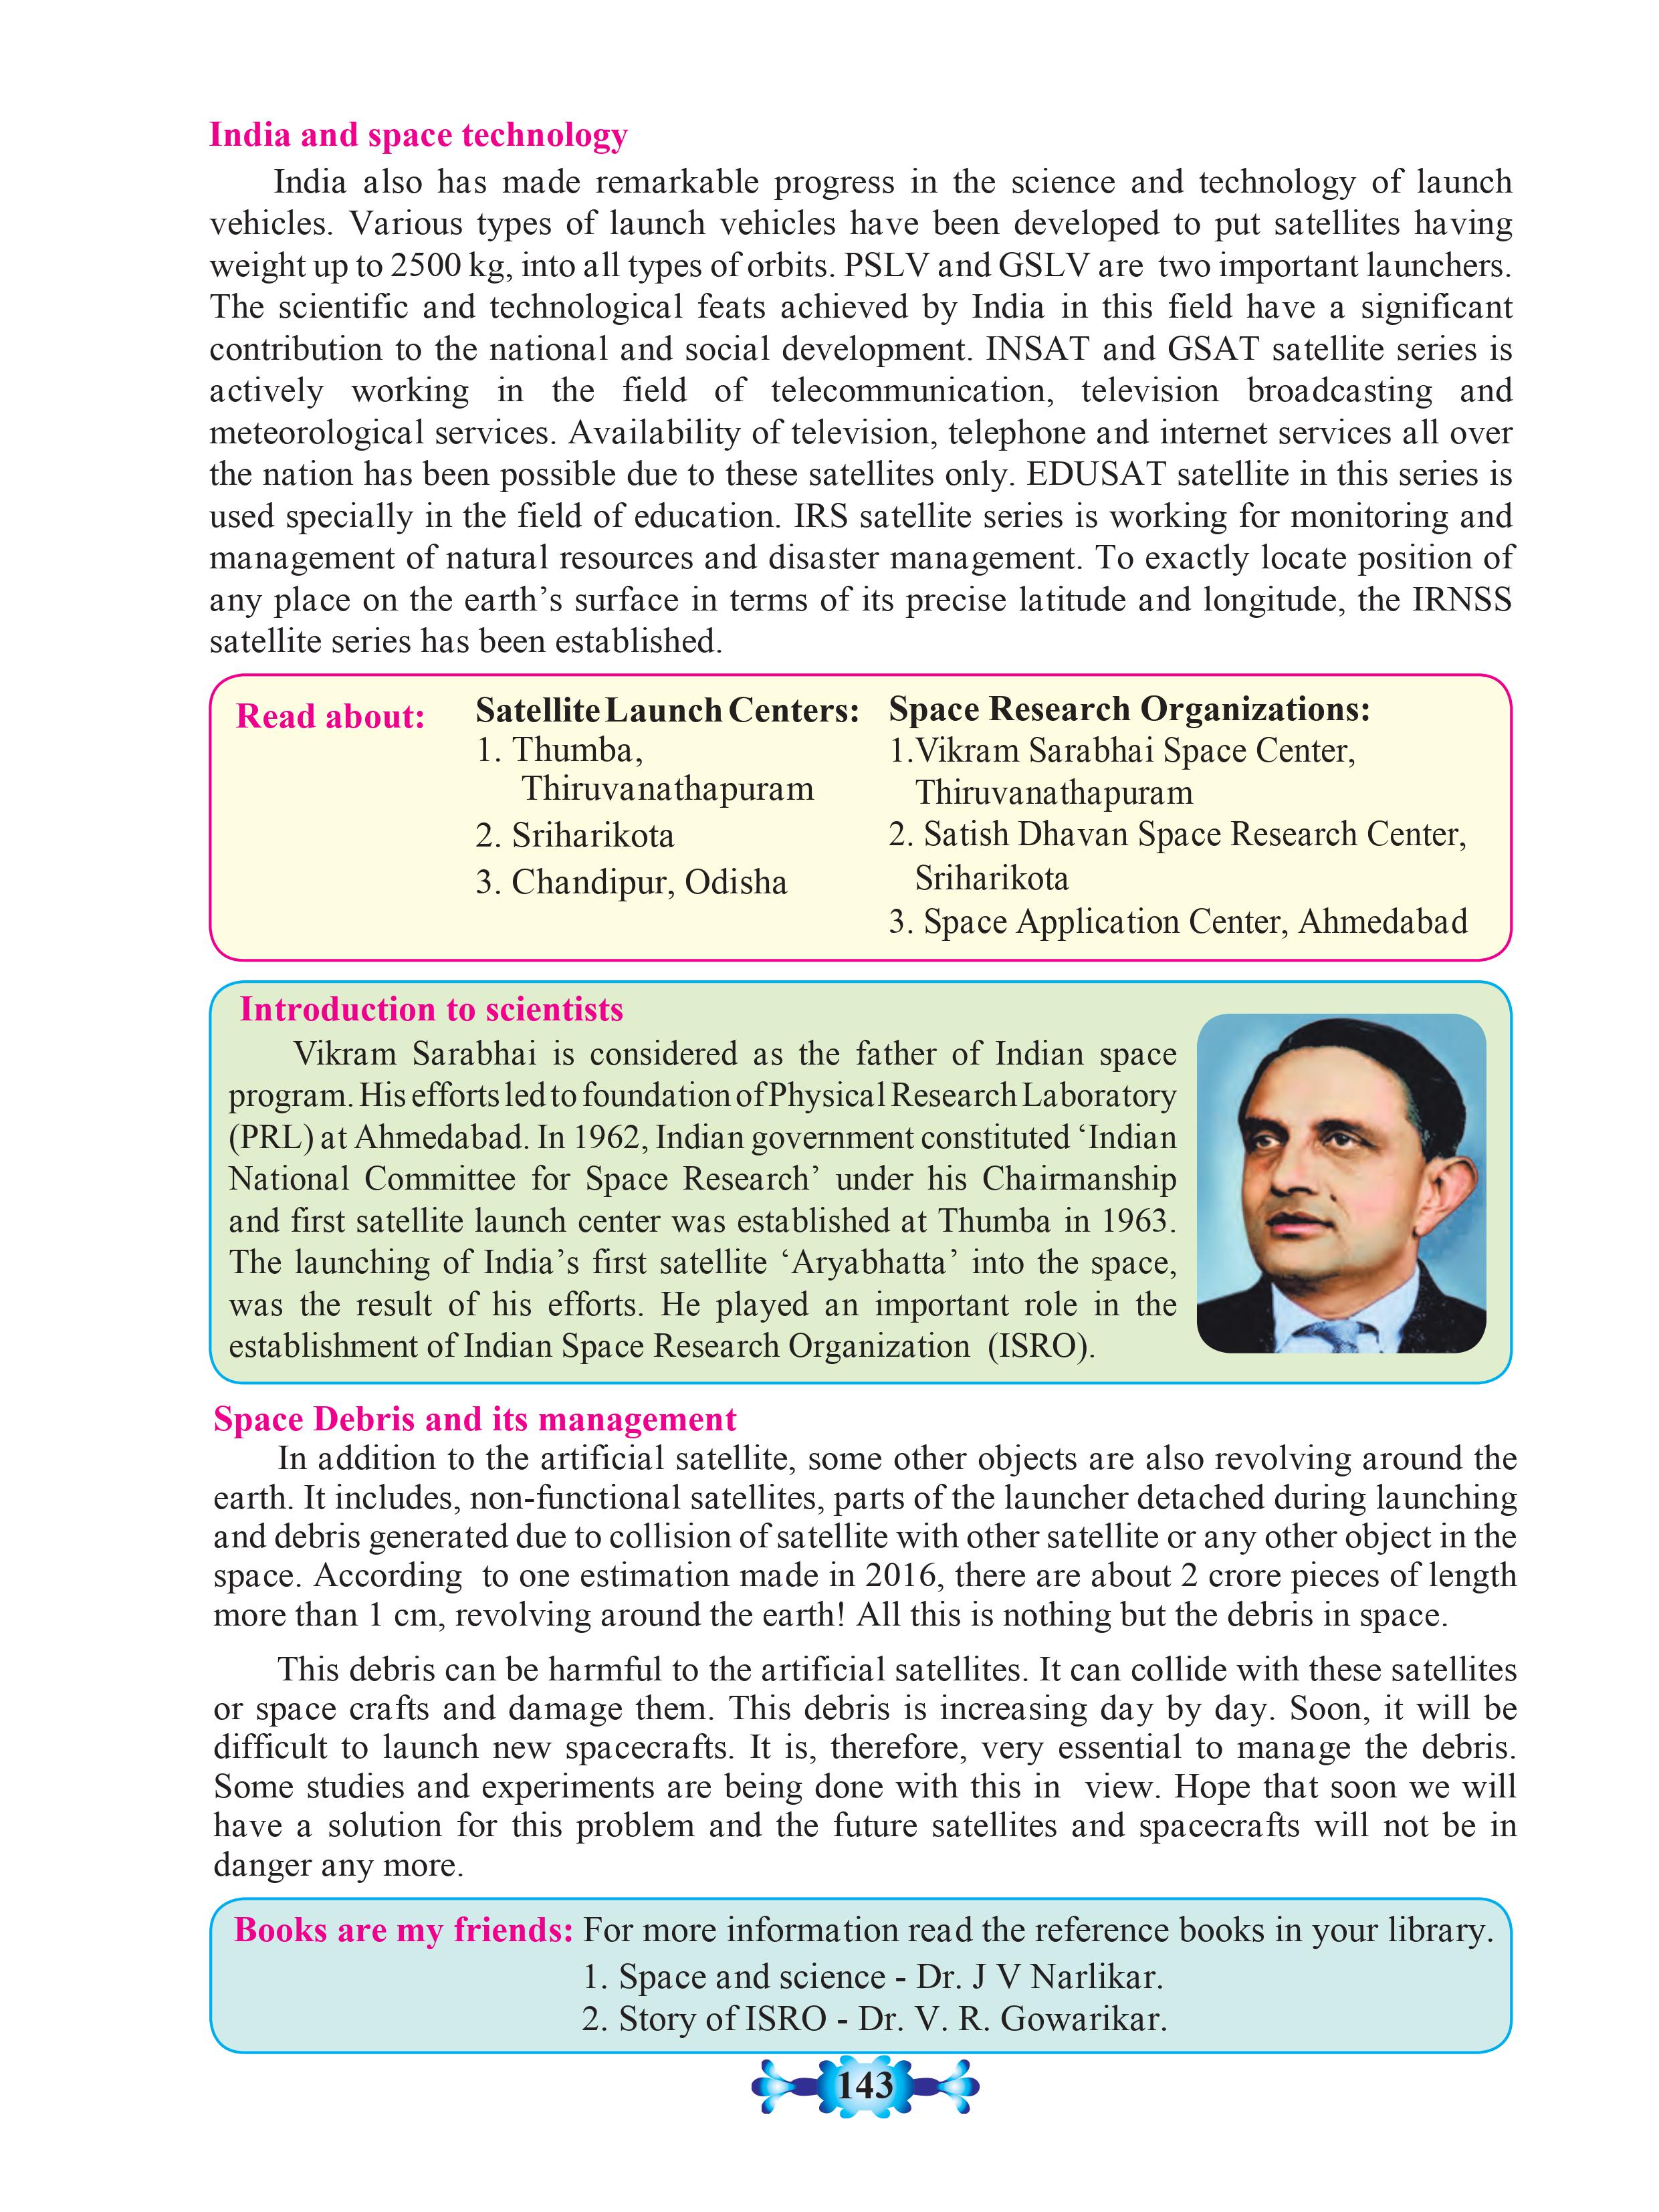 India and space technology
India also has made remarkable progress in the science and technology of launch
vehicles. Various types of launch vehicles have been developed to put satellites having
weight up to 2500 kg, into all types of orbits. PSLV and GSLV are two important launchers.
The scientific and technological feats achieved by India in this field have a significant
contribution to the national and social development. INSAT and GSAT satellite series is
actively working in the field of telecommunication, television broadcasting and
meteorological services. Availability of television, telephone and internet services all over
the nation has been possible due to these satellites only. EDUSAT satellite in this series is
used specially in the field of education. IRS satellite series is working for monitoring and
management of natural resources and disaster management. To exactly locate position of
any place on the earth’s surface in terms of its precise latitude and longitude, the IRNSS
satellite series has been established.
Read about:
Satellite Launch Centers:
1. Thumba,
Thiruvanathapuram
2. Sriharikota
3. Chandipur, Odisha
Space Research Organizations:
1.Vikram Sarabhai Space Center,
Thiruvanathapuram
2. Satish Dhavan Space Research Center,
Sriharikota
3. Space Application Center, Ahmedabad
Introduction to scientists
Vikram Sarabhai is considered as the father of Indian space
program. His efforts led to foundation of Physical Research Laboratory
(PRL) at Ahmedabad. In 1962, Indian government constituted ‘Indian
National Committee for Space Research’ under his Chairmanship
and first satellite launch center was established at Thumba in 1963.
The launching of India’s first satellite ‘Aryabhatta’ into the space,
was the result of his efforts. He played an important role in the
establishment of Indian Space Research Organization (ISRO).
Space Debris and its management
In addition to the artificial satellite, some other objects are also revolving around the
earth. It includes, non-functional satellites, parts of the launcher detached during launching
and debris generated due to collision of satellite with other satellite or any other object in the
space. According to one estimation made in 2016, there are about 2 crore pieces of length
more than 1 cm, revolving around the earth! All this is nothing but the debris in space.
This debris can be harmful to the artificial satellites. It can collide with these satellites
or space crafts and damage them. This debris is increasing day by day. Soon, it will be
difficult to launch new spacecrafts. It is, therefore, very essential to manage the debris.
Some studies and experiments are being done with this in view. Hope that soon we will
have a solution for this problem and the future satellites and spacecrafts will not be in
danger any more.
Books are my friends: For more information read the reference books in your library.
1. Space and science - Dr. J V Narlikar.
2. Story of ISRO - Dr. V. R. Gowarikar.
143